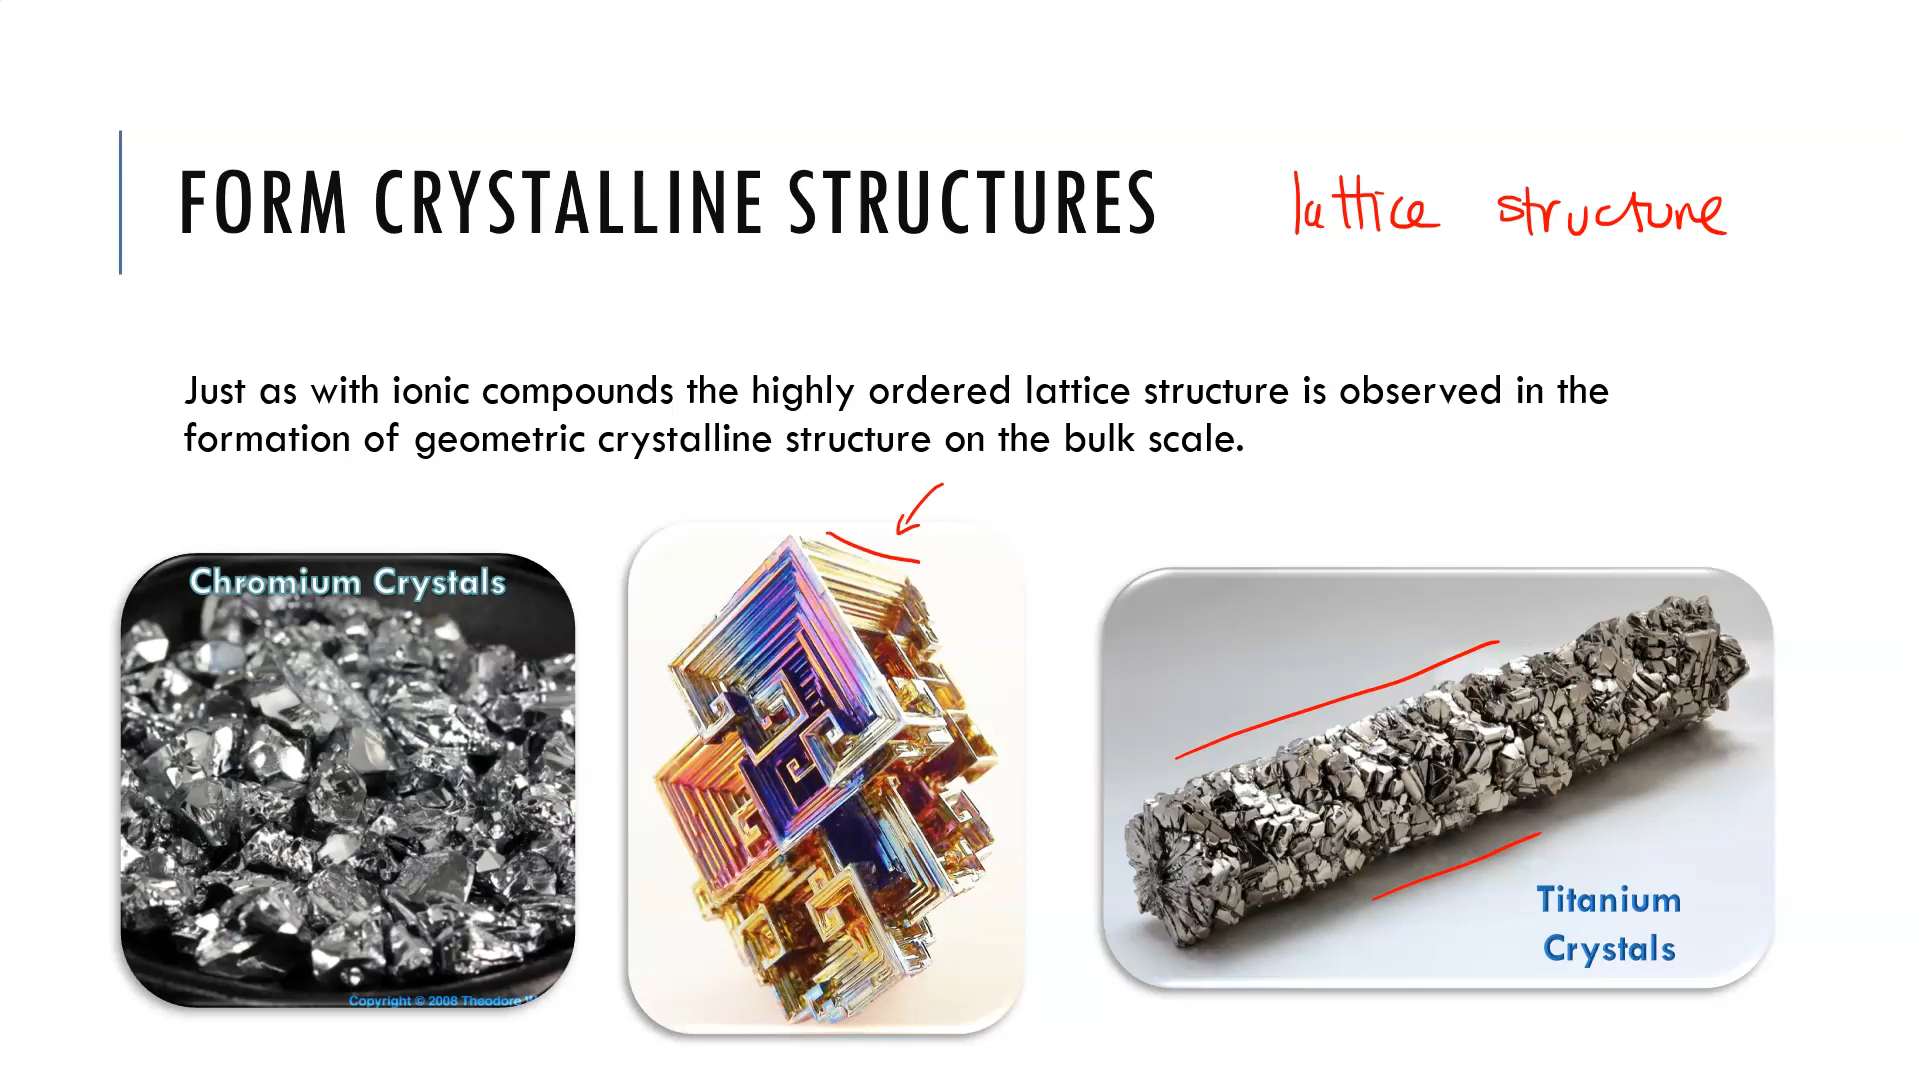 FORM CRYSTALLINE STRUCTURES
lattice structure
Just as with ionic compounds the highly ordered lattice structure is observed in the
formation of geometric crystalline structure on the bulk scale.
Chromium Crystals
Copyright © 2008 Theodore
Titanium
Crystals